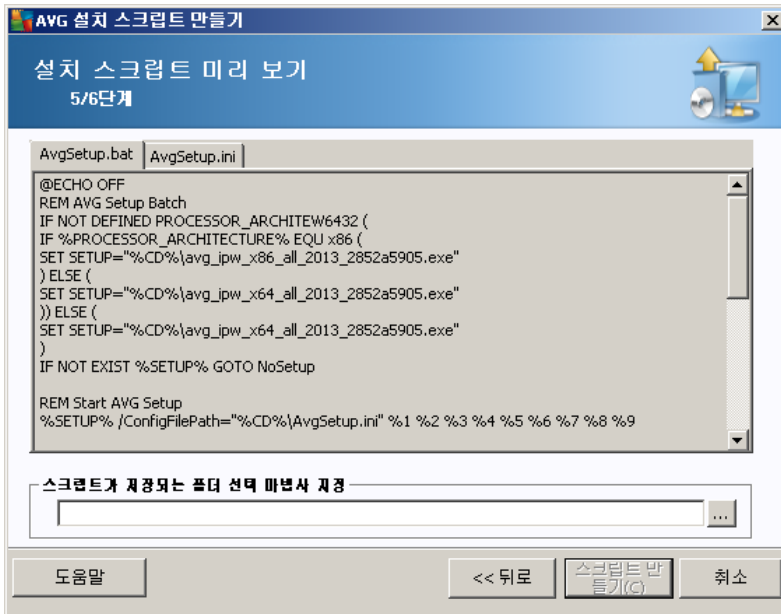 AVG 설치 스크립트 만들기
설치 스크립트 미리 보기
5/6단계
AvgSetup.bat
AvgSetup.ini
@ECHO OFF
REM AVG Setup Batch
IF NOT DEFINED PROCESSOR_ARCHITEW6432 (
IF %PROCESSOR_ARCHITECTURE% EQU x86 (
SET SETUP="%CD%\avg_ipw_x86_all_2013_2852a5905.exe"
) ELSE (
SET SETUP="%CD%\avg_ipw_x64_all_2013_2852a5905.exe"
)) ELSE (
SET SETUP="%CD%\avg_ipw_x64_all_2013_2852a5905.exe"
)
IF NOT EXIST %SETUP% GOTO NoSetup
REM Start AVG Setup
%SETUP% /ConfigFilePath="%CD%\AvgSetup.ini" %1 %2 %3 %4 %5 %6 %7 %8 %9
스크립트가 저장되는 폴더 선택 마법사 지정
...
도움말
<< 뒤로
스크립트 만
들기(C)
취소